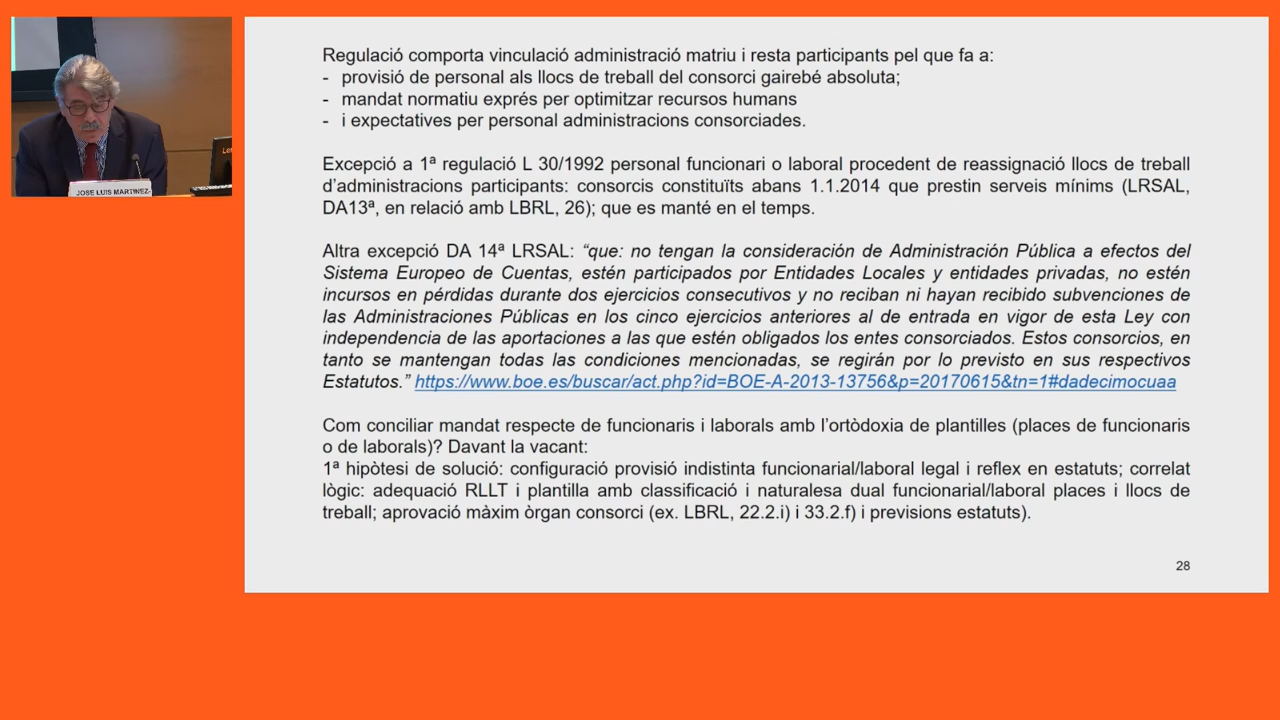 JOSE LUIS MARTINEZ-
Regulació comporta vinculació administració matriu i resta participants pel que fa a:
- provisió de personal als llocs de treball del consorci gairebé absoluta;
- mandat normatiu exprés per optimitzar recursos humans
- i expectatives per personal administracions consorciades.
Excepció a 1ª regulació L 30/1992 personal funcionari o laboral procedent de reassignació llocs de treball
d’administracions participants: consorcis constituïts abans 1.1.2014 que prestin serveis mínims (LRSAL,
DA13ª, en relació amb LBRL, 26); que es manté en el temps.
Altra excepció DA 14ª LRSAL: “que: no tengan la consideración de Administración Pública a efectos del
Sistema Europeo de Cuentas, estén participados por Entidades Locales y entidades privadas, no estén
incursos en pérdidas durante dos ejercicios consecutivos y no reciban ni hayan recibido subvenciones de
las Administraciones Públicas en los cinco ejercicios anteriores al de entrada en vigor de esta Ley con
independencia de las aportaciones a las que estén obligados los entes consorciados. Estos consorcios, en
tanto se mantengan todas las condiciones mencionadas, se regirán por lo previsto en sus respectivos
Estatutos.” https://www.boe.es/buscar/act.php?id=BOE-A-2013-13756&p=20170615&tn=1#dadecimocuaa
Com conciliar mandat respecte de funcionaris i laborals amb l’ortòdoxia de plantilles (places de funcionaris
o de laborals)? Davant la vacant:
1ª hipòtesi de solució: configuració provisió indistinta funcionarial/laboral legal i reflex en estatuts; correlat
lògic: adequació RLLT i plantilla amb classificació i naturalesa dual funcionarial/laboral places i llocs de
treball; aprovació màxim òrgan consorci (ex. LBRL, 22.2.i) i 33.2.f) i previsions estatuts).
28